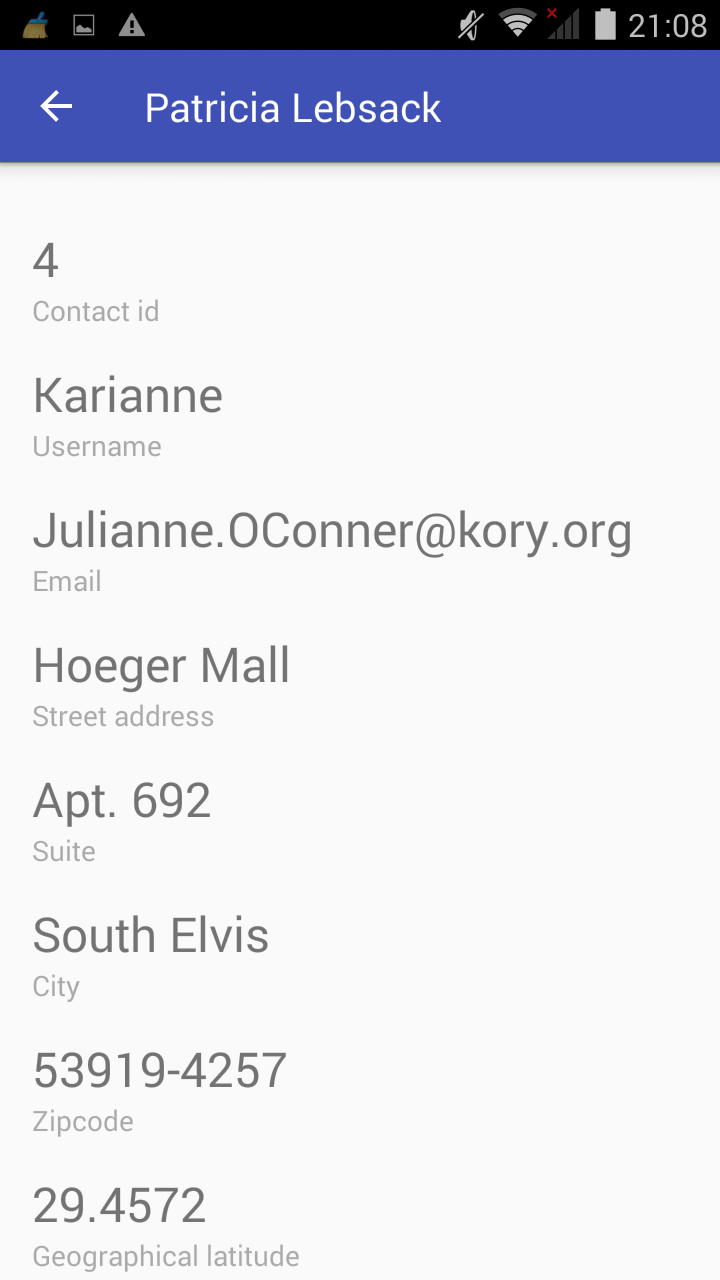 21:08
Patricia Lebsack
4
Contact id
Karianne
Username
Julianne.OConner@kory.org
Email
Hoeger Mall
Street address
Apt. 692
Suite
South Elvis
City
53919-4257
Zipcode
29.4572
Geographical latitude